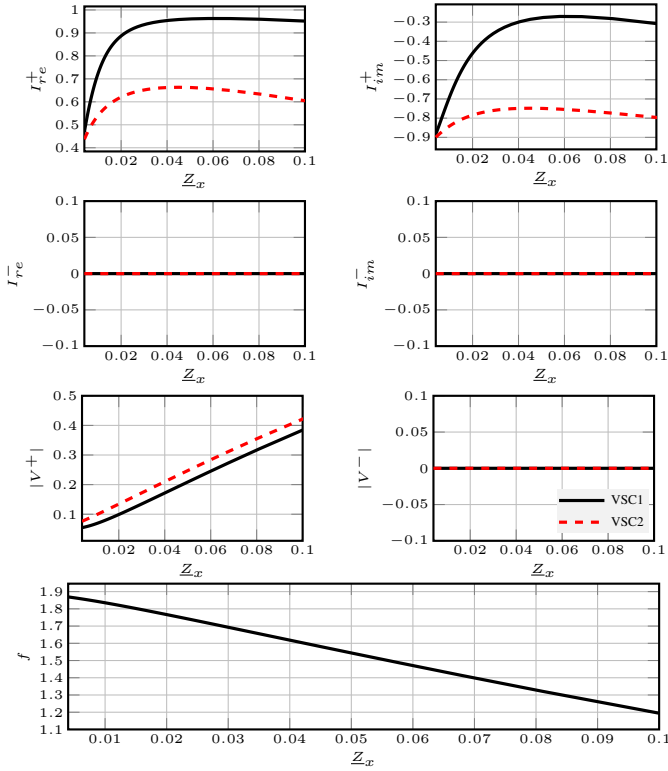 1
0.9
0.8
0.7
0.6
0.5
0.4
I⁺re
0.02 0.04 0.06 0.08 0.1
Z_x
−0.3
−0.4
−0.5
−0.6
−0.7
−0.8
−0.9
I⁺im
0.02 0.04 0.06 0.08 0.1
Z_x
0.1
0.05
0
−0.05
−0.1
I⁻re
0.02 0.04 0.06 0.08 0.1
Z_x
0.1
0.05
0
−0.05
−0.1
I⁻im
0.02 0.04 0.06 0.08 0.1
Z_x
0.5
0.4
0.3
0.2
0.1
|V⁺|
0.02 0.04 0.06 0.08 0.1
Z_x
0.1
0.05
0
−0.05
−0.1
|V⁻|
VSC1
VSC2
0.02 0.04 0.06 0.08 0.1
Z_x
1.9
1.8
1.7
1.6
1.5
1.4
1.3
1.2
1.1
f
0.01 0.02 0.03 0.04 0.05 0.06 0.07 0.08 0.09 0.1
Z_x